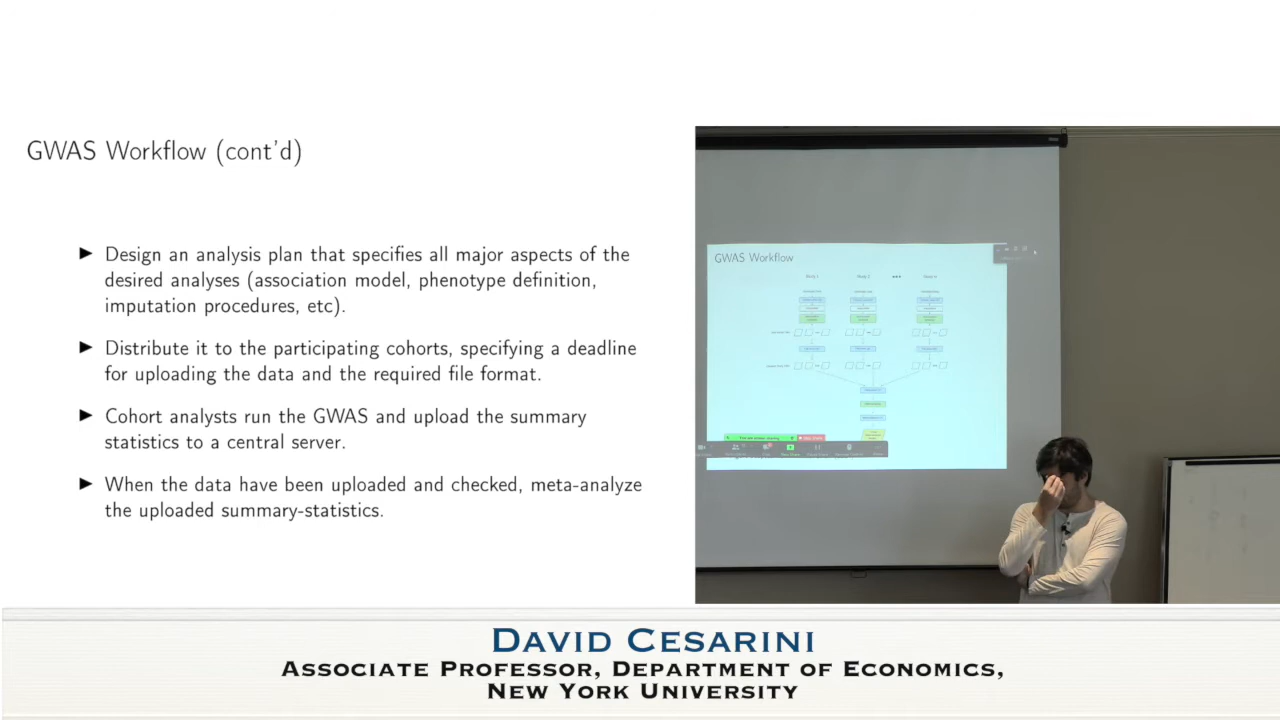 GWAS Workflow (cont'd)
▶ Design an analysis plan that specifies all major aspects of the
desired analyses (association model, phenotype definition,
imputation procedures, etc).
▶ Distribute it to the participating cohorts, specifying a deadline
for uploading the data and the required file format.
▶ Cohort analysts run the GWAS and upload the summary
statistics to a central server.
▶ When the data have been uploaded and checked, meta-analyze
the uploaded summary-statistics.
GWAS Workflow
DAVID CESARINI
ASSOCIATE PROFESSOR, DEPARTMENT OF ECONOMICS,
NEW YORK UNIVERSITY